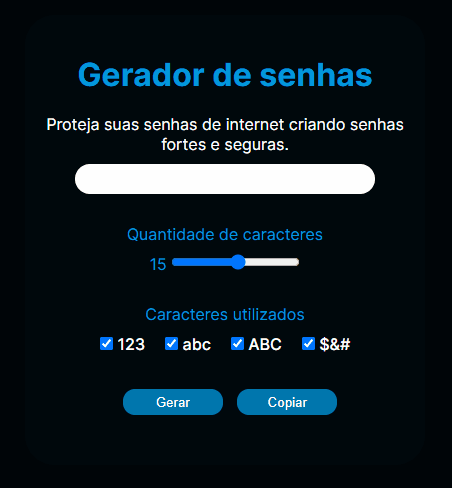 Gerador de senhas
Proteja suas senhas de internet criando senhas
fortes e seguras.
Quantidade de caracteres
15
Caracteres utilizados
123 abc ABC $&#
Gerar Copiar